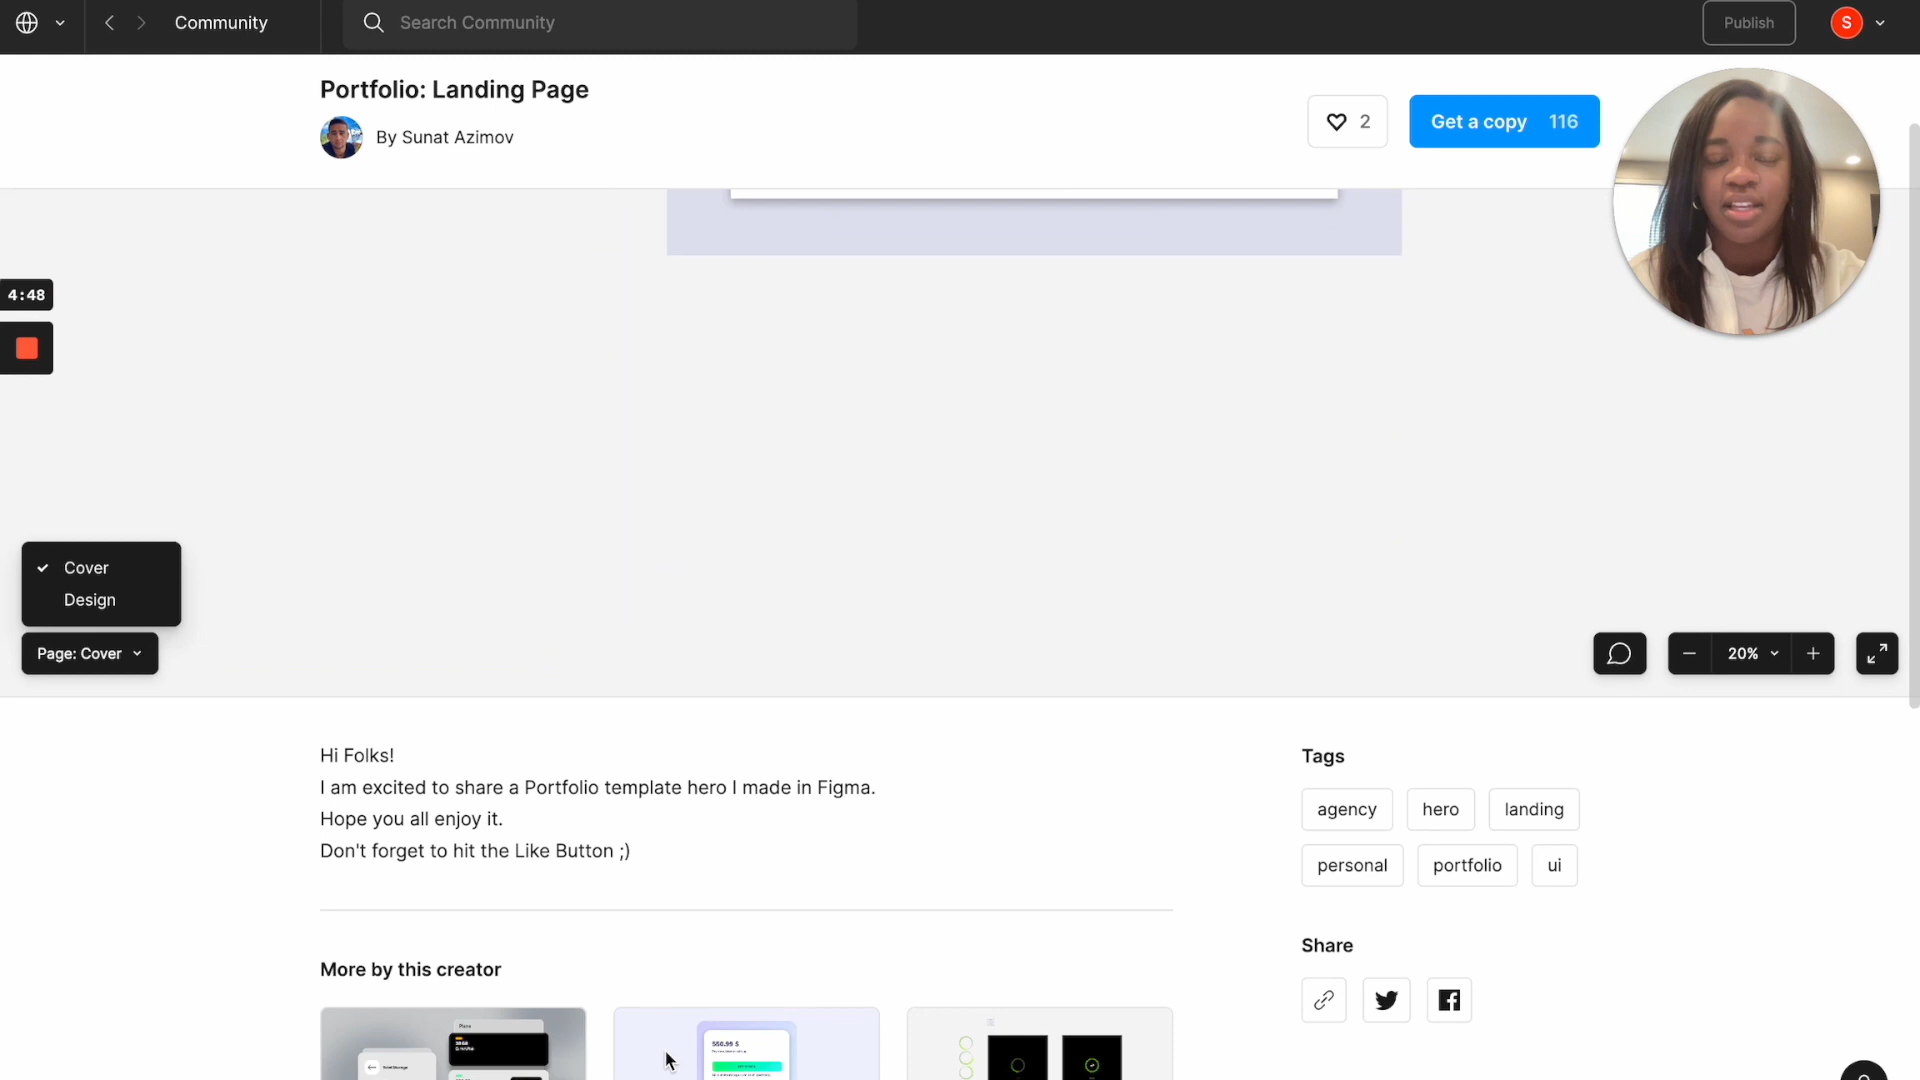 Community
Search Community
Publish
S
Portfolio: Landing Page
By Sunat Azimov
2
Get a copy 116
4:48
Cover
Design
Page: Cover
20%
Hi Folks!
I am excited to share a Portfolio template hero I made in Figma.
Hope you all enjoy it.
Don't forget to hit the Like Button ;)
Tags
agency
hero
landing
personal
portfolio
ui
Share
More by this creator
550.99 $